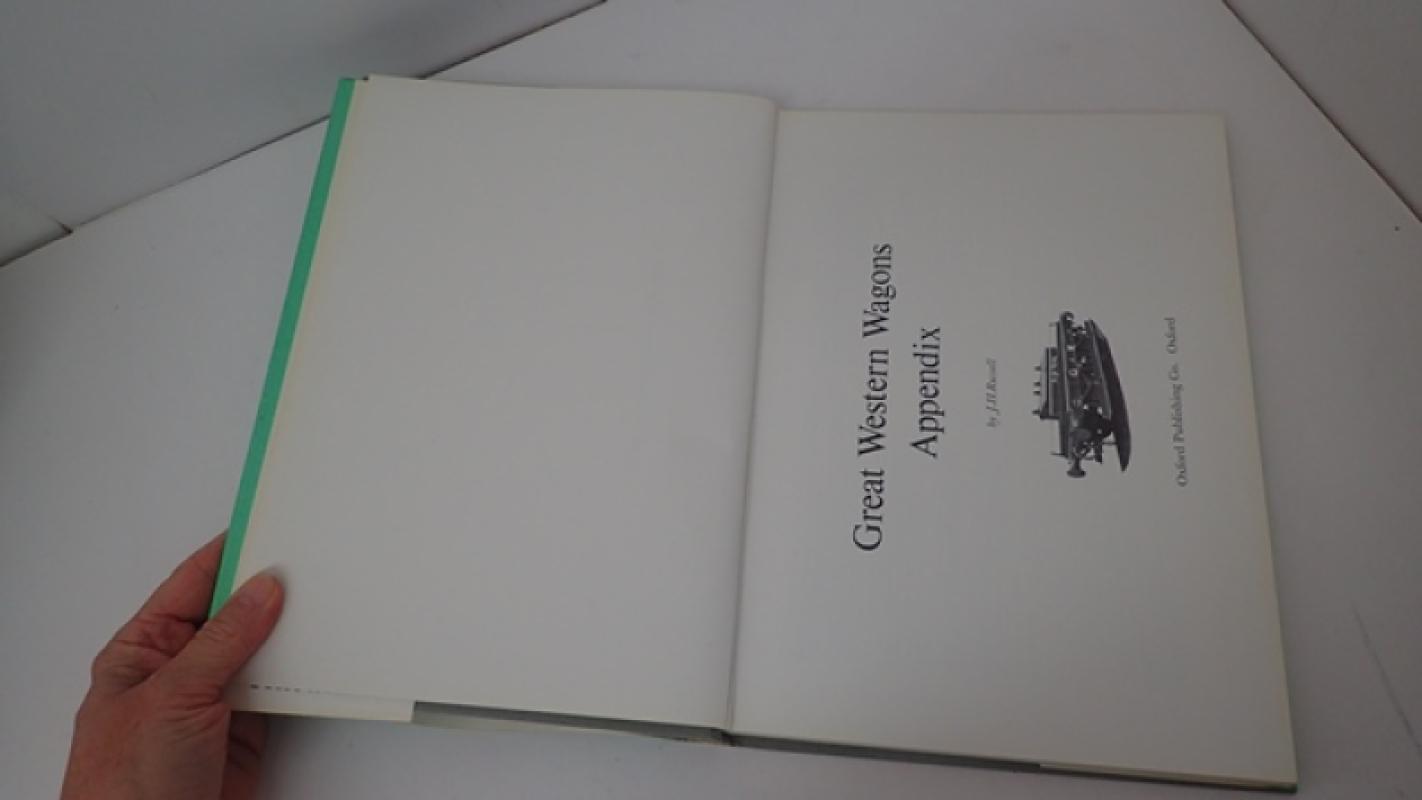 Great Western Wagons
Appendix
by J.H.Russell
Oxford Publishing Co. Oxford